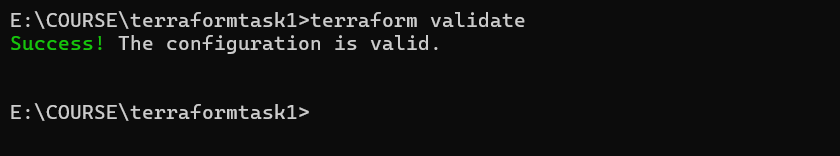 E:\COURSE\terraformtask1>terraform validate
Success! The configuration is valid.
E:\COURSE\terraformtask1>